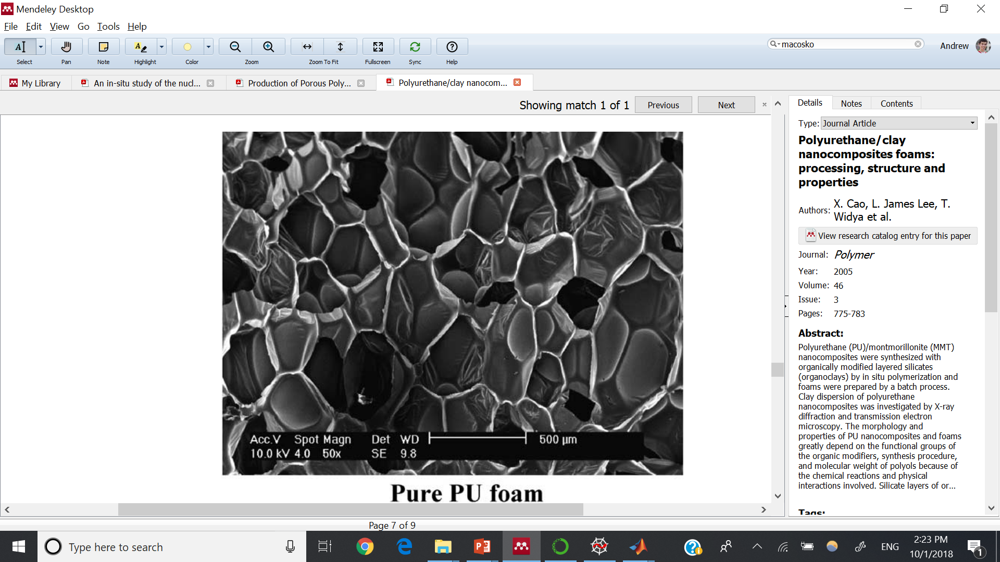 Mendeley Desktop
File Edit View Go Tools Help
macosko
Andrew
Select Pan Note Highlight Color Zoom Zoom To Fit Fullscreen Sync Help
My Library
An in-situ study of the nucl...
Production of Porous Poly...
Polyurethane/clay nanocom...
Showing match 1 of 1
Previous
Next
Acc.V Spot Magn Det WD 500 µm
10.0 kV 4.0 50x SE 9.8
Pure PU foam
Page 7 of 9
Details Notes Contents
Type: Journal Article
Polyurethane/clay
nanocomposites foams:
processing, structure and
properties
Authors: X. Cao, L. James Lee, T.
Widya et al.
View research catalog entry for this paper
Journal: Polymer
Year: 2005
Volume: 46
Issue: 3
Pages: 775-783
Abstract:
Polyurethane (PU)/montmorillonite (MMT)
nanocomposites were synthesized with
organically modified layered silicates
(organoclays) by in situ polymerization and
foams were prepared by a batch process.
Clay dispersion of polyurethane
nanocomposites was investigated by X-ray
diffraction and transmission electron
microscopy. The morphology and
properties of PU nanocomposites and foams
greatly depend on the functional groups of
the organic modifiers, synthesis procedure,
and molecular weight of polyols because of
the chemical reactions and physical
interactions involved. Silicate layers of or...
Tags:
Type here to search
ENG
2:23 PM
10/1/2018
1